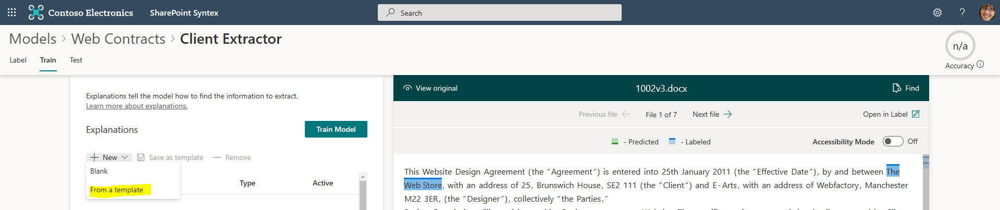 Contoso Electronics
SharePoint Syntex
Search
?
Models > Web Contracts > Client Extractor
n/a
Accuracy
Label
Train
Test
Explanations tell the model how to find the information to extract.
Learn more about explanations.
Explanations
Train Model
New
Save as template
Remove
Blank
From a template
Type
Active
View original
1002v3.docx
Find
Previous file
File 1 of 7
Next file
Open in Label
- Predicted
- Labeled
Accessibility Mode
Off
This Website Design Agreement (the “Agreement”) is entered into 25th January 2011 (the “Effective Date”), by and between The
Web Store, with an address of 25, Brunswich House, SE2 111 (the “Client”) and E-Arts, with an address of Webfactory, Manchester
M22 3ER, (the “Designer”), collectively “the Parties.”